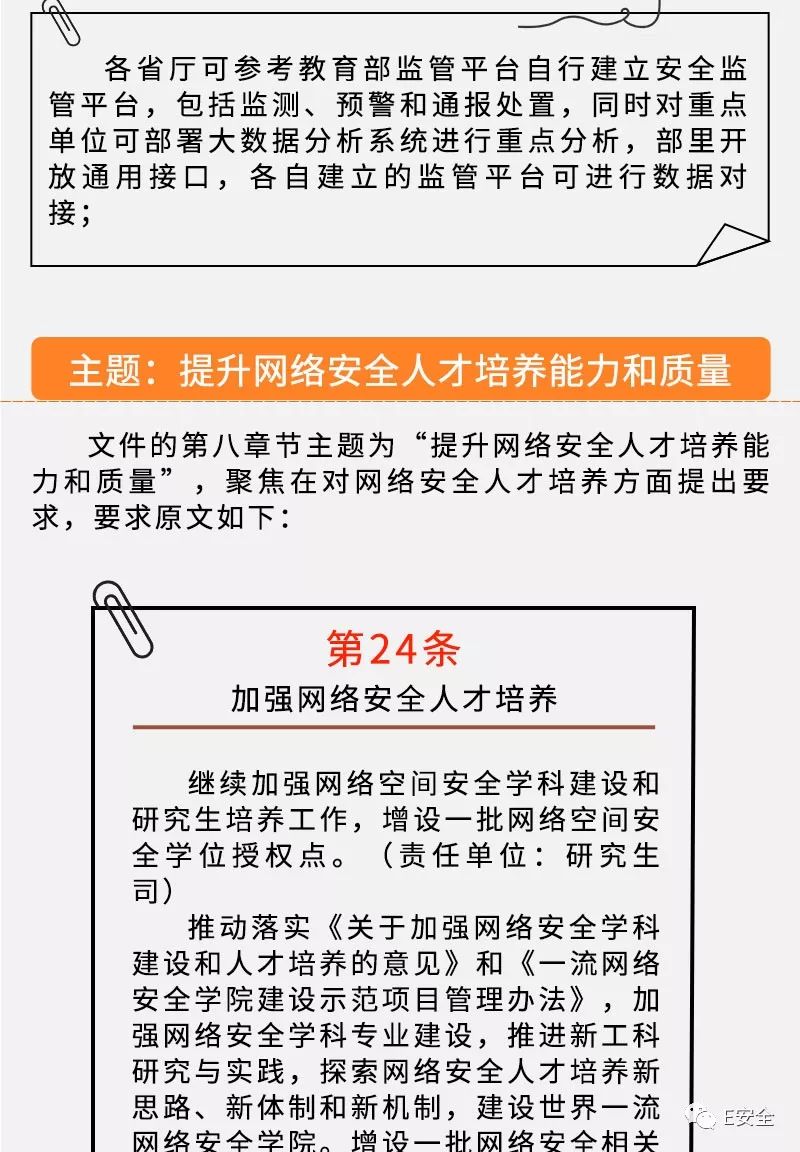 各省厅可参考教育部监管平台自行建立安全监
管平台，包括监测、预警和通报处置，同时对重点
单位可部署大数据分析系统进行重点分析，部里开
放通用接口，各自建立的监管平台可进行数据对
接；
主题：提升网络安全人才培养能力和质量
文件的第八章节主题为“提升网络安全人才培养能
力和质量”，聚焦在对网络安全人才培养方面提出要
求，要求原文如下：
第24条
加强网络安全人才培养
继续加强网络空间安全学科建设和
研究生培养工作，增设一批网络空间安
全学位授权点。（责任单位：研究生
司）
推动落实《关于加强网络安全学科
建设和人才培养的意见》和《一流网络
安全学院建设示范项目管理办法》，加
强网络安全学科专业建设，推进新工科
研究与实践，探索网络安全人才培养新
思路、新体制和新机制，建设世界一流
网络安全学院。增设一批网络安全相关
E安全